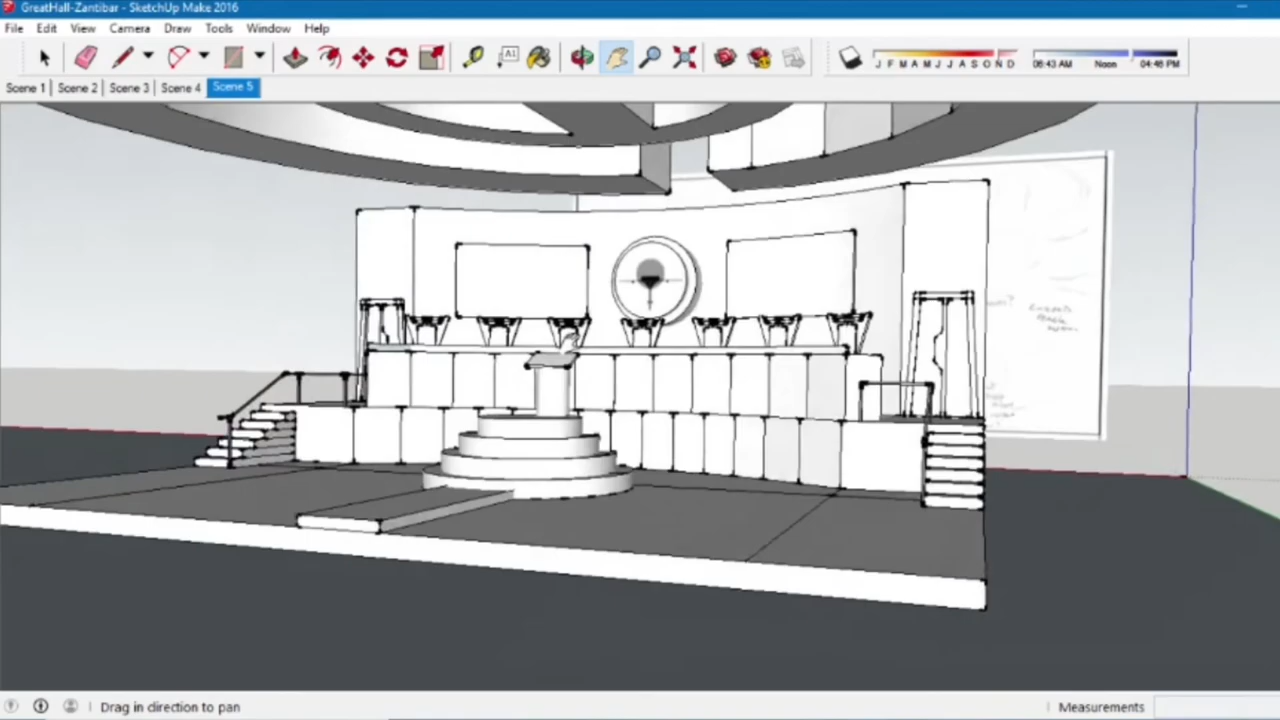 GreatHall-Zantibar - SketchUp Make 2016
File Edit View Camera Draw Tools Window Help
A1
J F M A M J J A S O N D
06:43 AM Noon 04:46 PM
Scene 1 Scene 2 Scene 3 Scene 4 Scene 5
Drag in direction to pan
Measurements